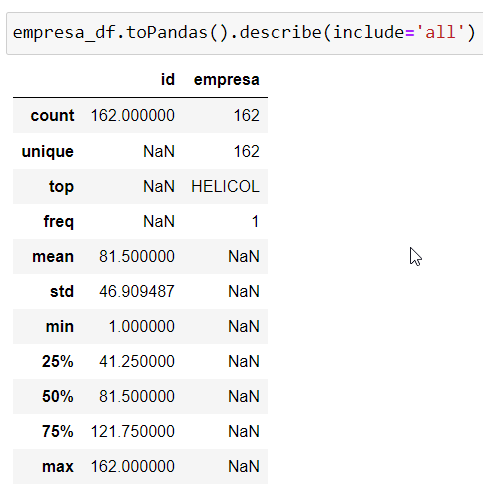 empresa_df.toPandas().describe(include='all')
id empresa
count 162.000000 162
unique NaN 162
top NaN HELICOL
freq NaN 1
mean 81.500000 NaN
std 46.909487 NaN
min 1.000000 NaN
25% 41.250000 NaN
50% 81.500000 NaN
75% 121.750000 NaN
max 162.000000 NaN